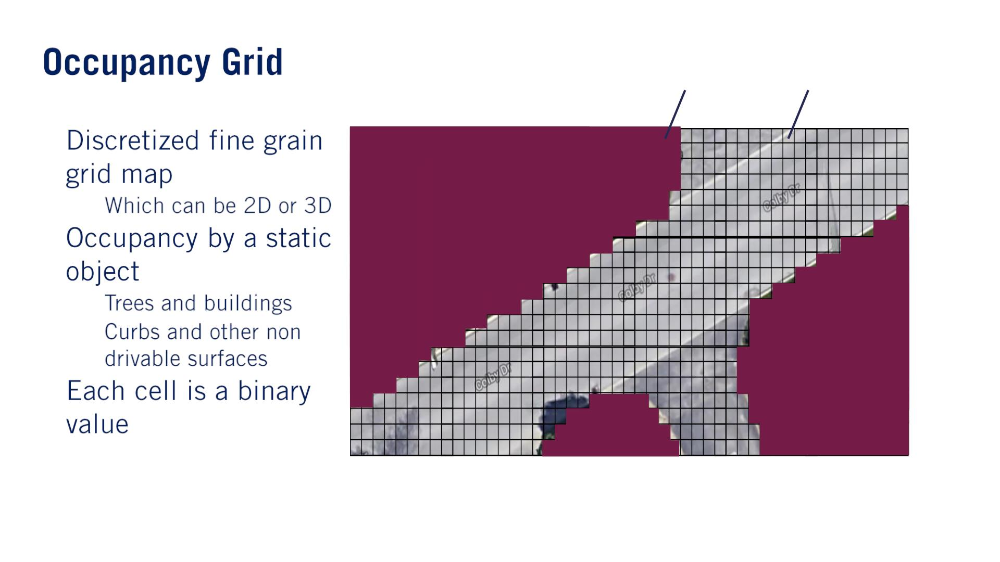 Occupancy Grid
Discretized fine grain
grid map
Which can be 2D or 3D
Occupancy by a static
object
Trees and buildings
Curbs and other non
drivable surfaces
Each cell is a binary
value
Colby Dr
Colby Dr
Colby Dr